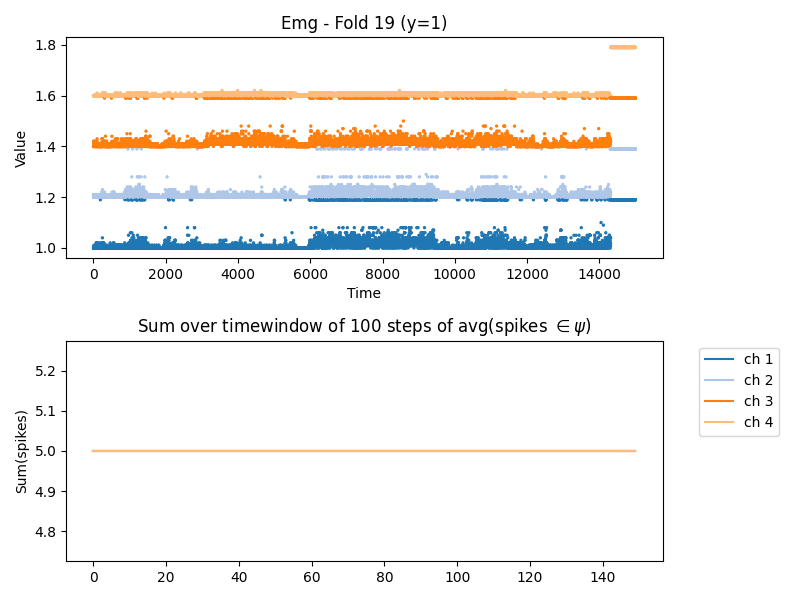 Emg - Fold 19 (y=1)
Value
1.8
1.6
1.4
1.2
1.0
0 2000 4000 6000 8000 10000 12000 14000
Time
Sum over timewindow of 100 steps of avg(spikes ∈ ψ)
Sum(spikes)
5.2
5.1
5.0
4.9
4.8
0 20 40 60 80 100 120 140
ch 1
ch 2
ch 3
ch 4